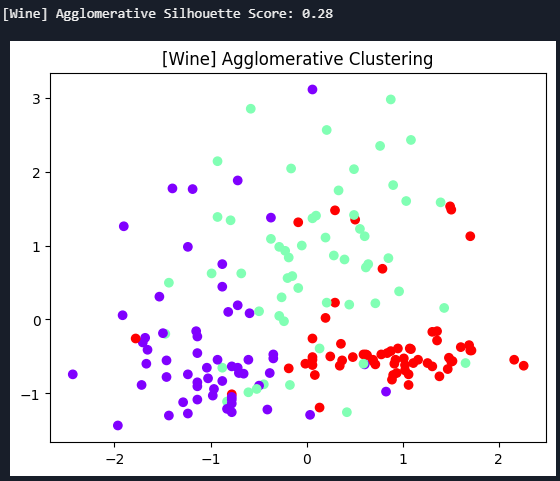 [Wine] Agglomerative Silhouette Score: 0.28
[Wine] Agglomerative Clustering
3
2
1
0
−1
−2 −1 0 1 2